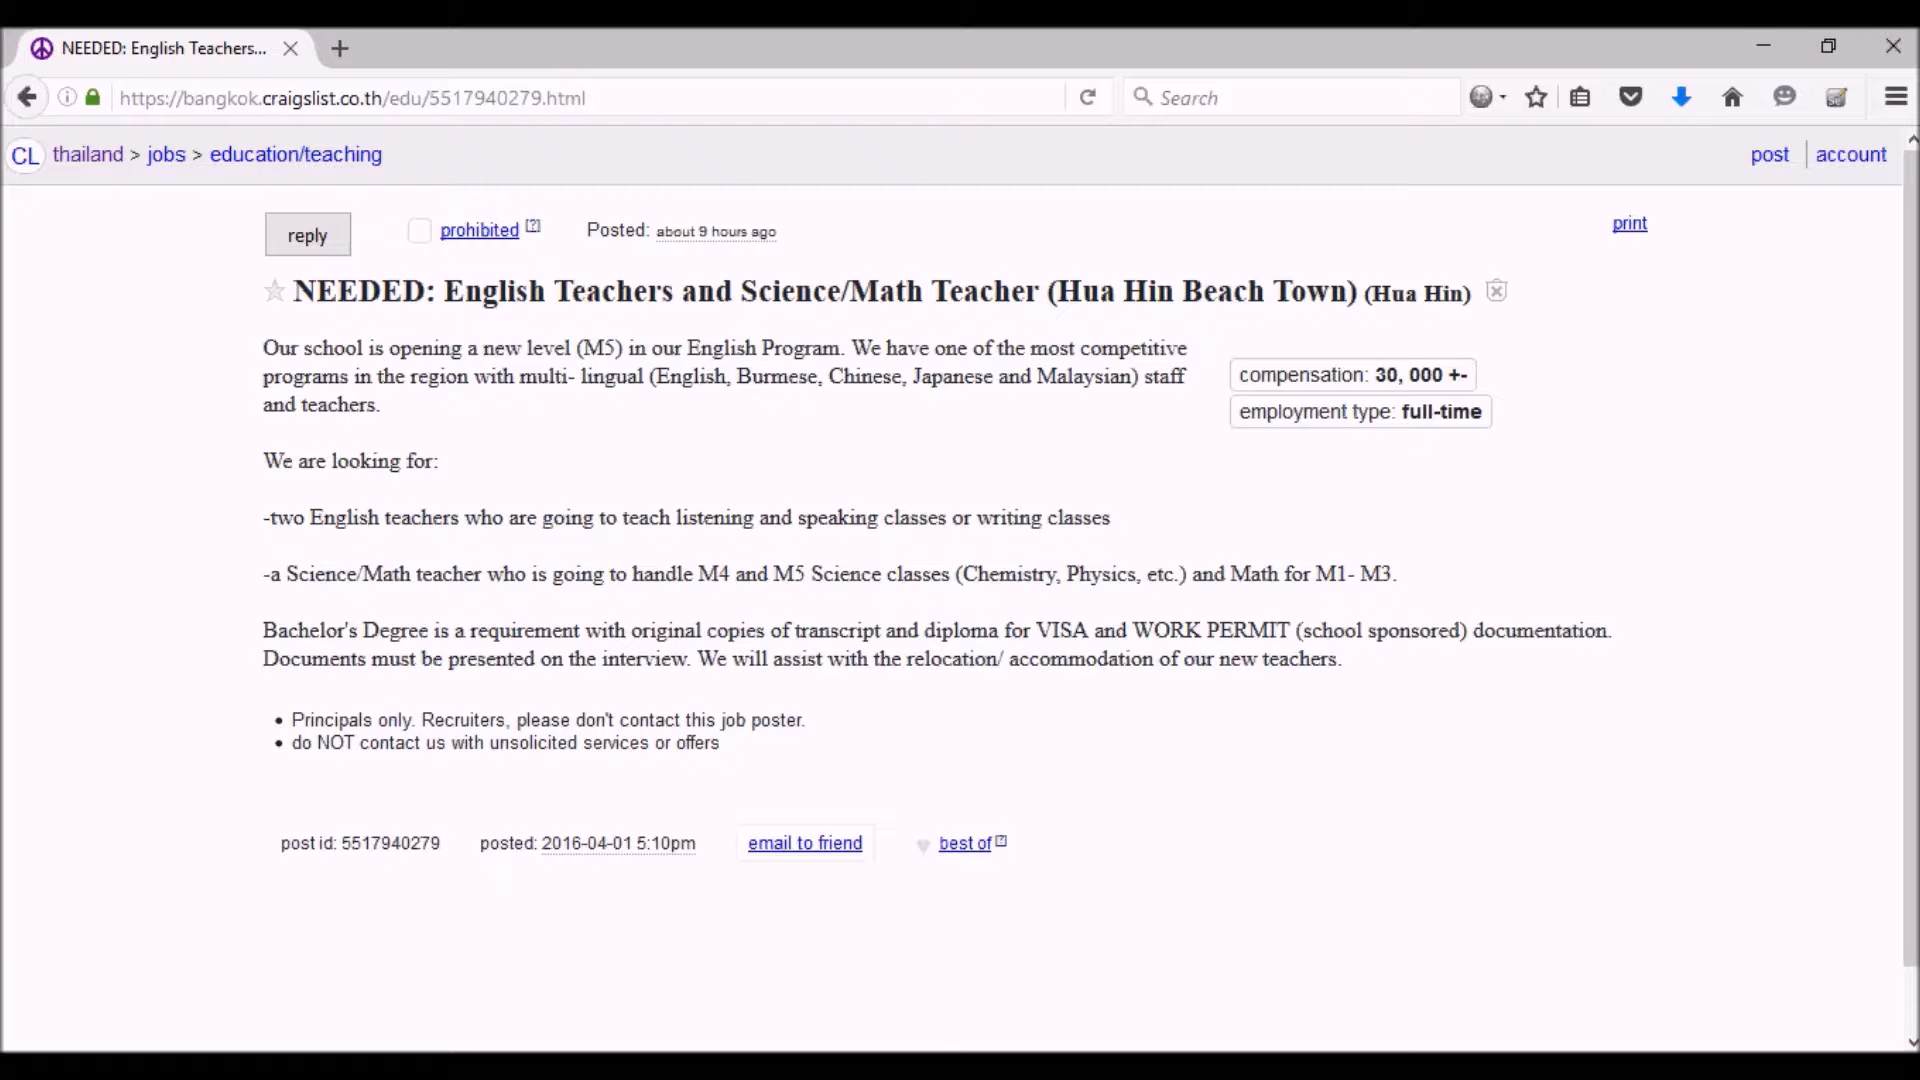 NEEDED: English Teachers...
https://bangkok.craigslist.co.th/edu/5517940279.html
Search
CL thailand > jobs > education/teaching
post
account
reply
prohibited [?]
Posted: about 9 hours ago
print
NEEDED: English Teachers and Science/Math Teacher (Hua Hin Beach Town) (Hua Hin)
Our school is opening a new level (M5) in our English Program. We have one of the most competitive
programs in the region with multi- lingual (English, Burmese, Chinese, Japanese and Malaysian) staff
and teachers.
compensation: 30, 000 +-
employment type: full-time
We are looking for:
-two English teachers who are going to teach listening and speaking classes or writing classes
-a Science/Math teacher who is going to handle M4 and M5 Science classes (Chemistry, Physics, etc.) and Math for M1- M3.
Bachelor's Degree is a requirement with original copies of transcript and diploma for VISA and WORK PERMIT (school sponsored) documentation.
Documents must be presented on the interview. We will assist with the relocation/ accommodation of our new teachers.
• Principals only. Recruiters, please don't contact this job poster.
• do NOT contact us with unsolicited services or offers
post id: 5517940279
posted: 2016-04-01 5:10pm
email to friend
best of [?]